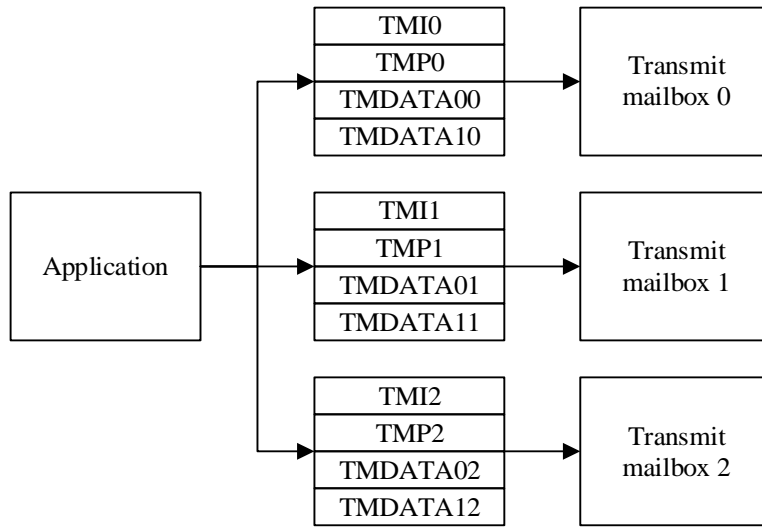 TMI0
TMP0
TMDATA00
TMDATA10
Transmit
mailbox 0
Application
TMI1
TMP1
TMDATA01
TMDATA11
Transmit
mailbox 1
TMI2
TMP2
TMDATA02
TMDATA12
Transmit
mailbox 2